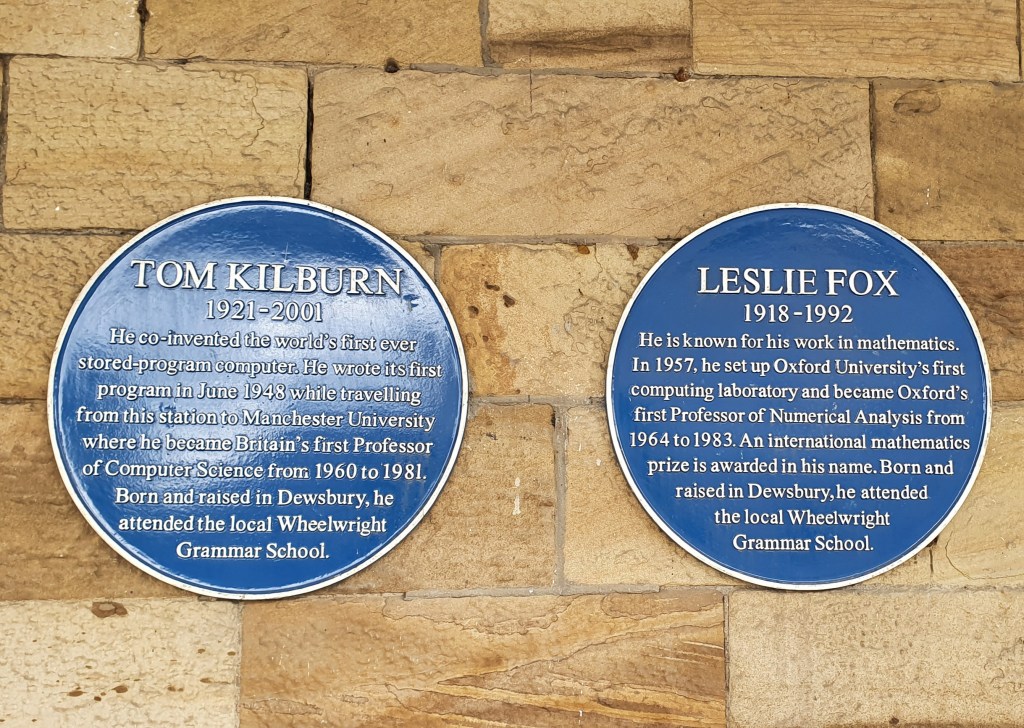 TOM KILBURN
1921-2001
He co-invented the world's first ever
stored-program computer. He wrote its first
program in June 1948 while travelling
from this station to Manchester University
where he became Britain's first Professor
of Computer Science from 1960 to 1981.
Born and raised in Dewsbury, he
attended the local Wheelwright
Grammar School.
LESLIE FOX
1918-1992
He is known for his work in mathematics.
In 1957, he set up Oxford University's first
computing laboratory and became Oxford's
first Professor of Numerical Analysis from
1964 to 1983. An international mathematics
prize is awarded in his name. Born and
raised in Dewsbury, he attended
the local Wheelwright
Grammar School.